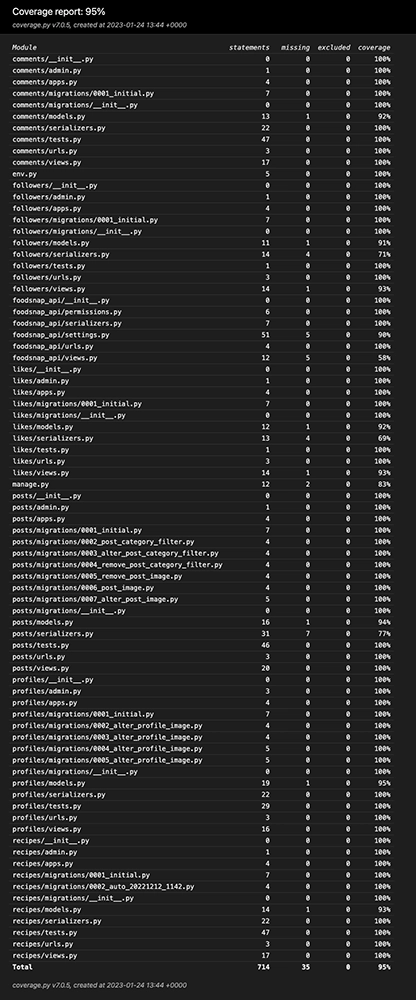 Coverage report: 95%
coverage.py v7.0.5, created at 2023-01-24 13:44 +0000
Module statements missing excluded coverage
comments/__init__.py 0 0 0 100%
comments/admin.py 1 0 0 100%
comments/apps.py 4 0 0 100%
comments/migrations/0001_initial.py 7 0 0 100%
comments/migrations/__init__.py 0 0 0 100%
comments/models.py 13 1 0 92%
comments/serializers.py 22 0 0 100%
comments/tests.py 47 0 0 100%
comments/urls.py 3 0 0 100%
comments/views.py 17 0 0 100%
env.py 5 0 0 100%
followers/__init__.py 0 0 0 100%
followers/admin.py 1 0 0 100%
followers/apps.py 4 0 0 100%
followers/migrations/0001_initial.py 7 0 0 100%
followers/migrations/__init__.py 0 0 0 100%
followers/models.py 11 1 0 91%
followers/serializers.py 14 4 0 71%
followers/tests.py 1 0 0 100%
followers/urls.py 3 0 0 100%
followers/views.py 14 1 0 93%
foodsnap_api/__init__.py 0 0 0 100%
foodsnap_api/permissions.py 6 0 0 100%
foodsnap_api/serializers.py 7 0 0 100%
foodsnap_api/settings.py 51 5 0 90%
foodsnap_api/urls.py 4 0 0 100%
foodsnap_api/views.py 12 5 0 58%
likes/__init__.py 0 0 0 100%
likes/admin.py 1 0 0 100%
likes/apps.py 4 0 0 100%
likes/migrations/0001_initial.py 7 0 0 100%
likes/migrations/__init__.py 0 0 0 100%
likes/models.py 12 1 0 92%
likes/serializers.py 13 4 0 69%
likes/tests.py 1 0 0 100%
likes/urls.py 3 0 0 100%
likes/views.py 14 1 0 93%
manage.py 12 2 0 83%
posts/__init__.py 0 0 0 100%
posts/admin.py 1 0 0 100%
posts/apps.py 4 0 0 100%
posts/migrations/0001_initial.py 7 0 0 100%
posts/migrations/0002_post_category_filter.py 4 0 0 100%
posts/migrations/0003_alter_post_category_filter.py 4 0 0 100%
posts/migrations/0004_remove_post_category_filter.py 4 0 0 100%
posts/migrations/0005_remove_post_image.py 4 0 0 100%
posts/migrations/0006_post_image.py 4 0 0 100%
posts/migrations/0007_alter_post_image.py 5 0 0 100%
posts/migrations/__init__.py 0 0 0 100%
posts/models.py 16 1 0 94%
posts/serializers.py 31 7 0 77%
posts/tests.py 46 0 0 100%
posts/urls.py 3 0 0 100%
posts/views.py 20 0 0 100%
profiles/__init__.py 0 0 0 100%
profiles/admin.py 3 0 0 100%
profiles/apps.py 4 0 0 100%
profiles/migrations/0001_initial.py 7 0 0 100%
profiles/migrations/0002_alter_profile_image.py 4 0 0 100%
profiles/migrations/0003_alter_profile_image.py 4 0 0 100%
profiles/migrations/0004_alter_profile_image.py 5 0 0 100%
profiles/migrations/0005_alter_profile_image.py 5 0 0 100%
profiles/migrations/__init__.py 0 0 0 100%
profiles/models.py 19 1 0 95%
profiles/serializers.py 22 0 0 100%
profiles/tests.py 29 0 0 100%
profiles/urls.py 3 0 0 100%
profiles/views.py 16 0 0 100%
recipes/__init__.py 0 0 0 100%
recipes/admin.py 1 0 0 100%
recipes/apps.py 4 0 0 100%
recipes/migrations/0001_initial.py 7 0 0 100%
recipes/migrations/0002_auto_20221212_1142.py 4 0 0 100%
recipes/migrations/__init__.py 0 0 0 100%
recipes/models.py 14 1 0 93%
recipes/serializers.py 22 0 0 100%
recipes/tests.py 47 0 0 100%
recipes/urls.py 3 0 0 100%
recipes/views.py 17 0 0 100%
Total 714 35 0 95%
coverage.py v7.0.5, created at 2023-01-24 13:44 +0000